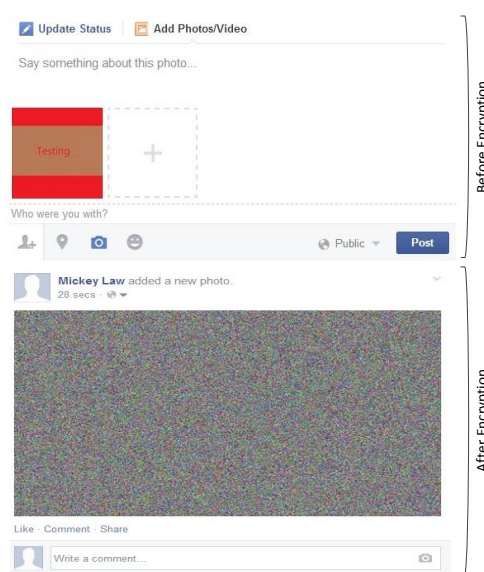 Update Status Add Photos/Video
Say something about this photo...
Testing
Who were you with?
Public Post
Before Encryption
Mickey Law added a new photo.
28 secs
Like · Comment · Share
Write a comment...
After Encryption